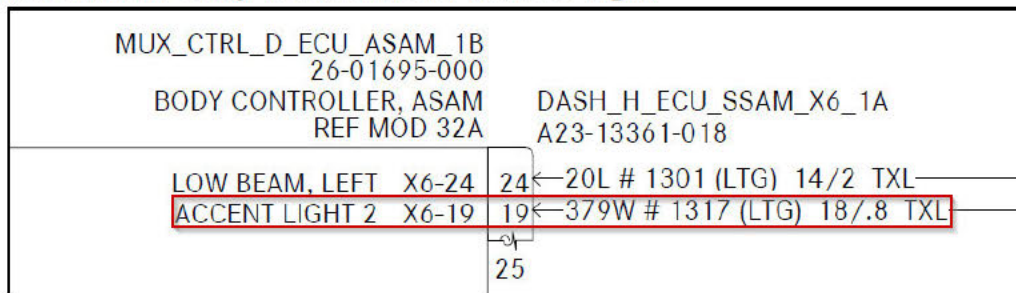 MUX_CTRL_D_ECU_ASAM_1B
26-01695-000
BODY CONTROLLER, ASAM
REF MOD 32A
DASH_H_ECU_SSAM_X6_1A
A23-13361-018
LOW BEAM, LEFT X6-24 24 20L # 1301 (LTG) 14/2 TXL
ACCENT LIGHT 2 X6-19 19 379W # 1317 (LTG) 18/.8 TXL
25